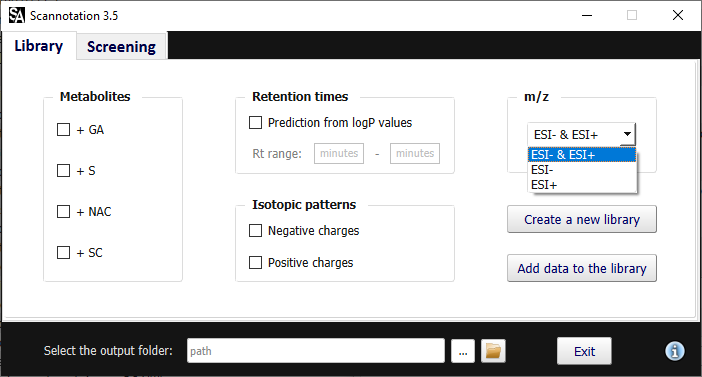 SA Scannotation 3.5
Library Screening
Metabolites
+ GA
+ S
+ NAC
+ SC
Retention times
Prediction from logP values
Rt range: minutes - minutes
Isotopic patterns
Negative charges
Positive charges
m/z
ESI- & ESI+
ESI- & ESI+
ESI-
ESI+
Create a new library
Add data to the library
Select the output folder: path ... Exit i